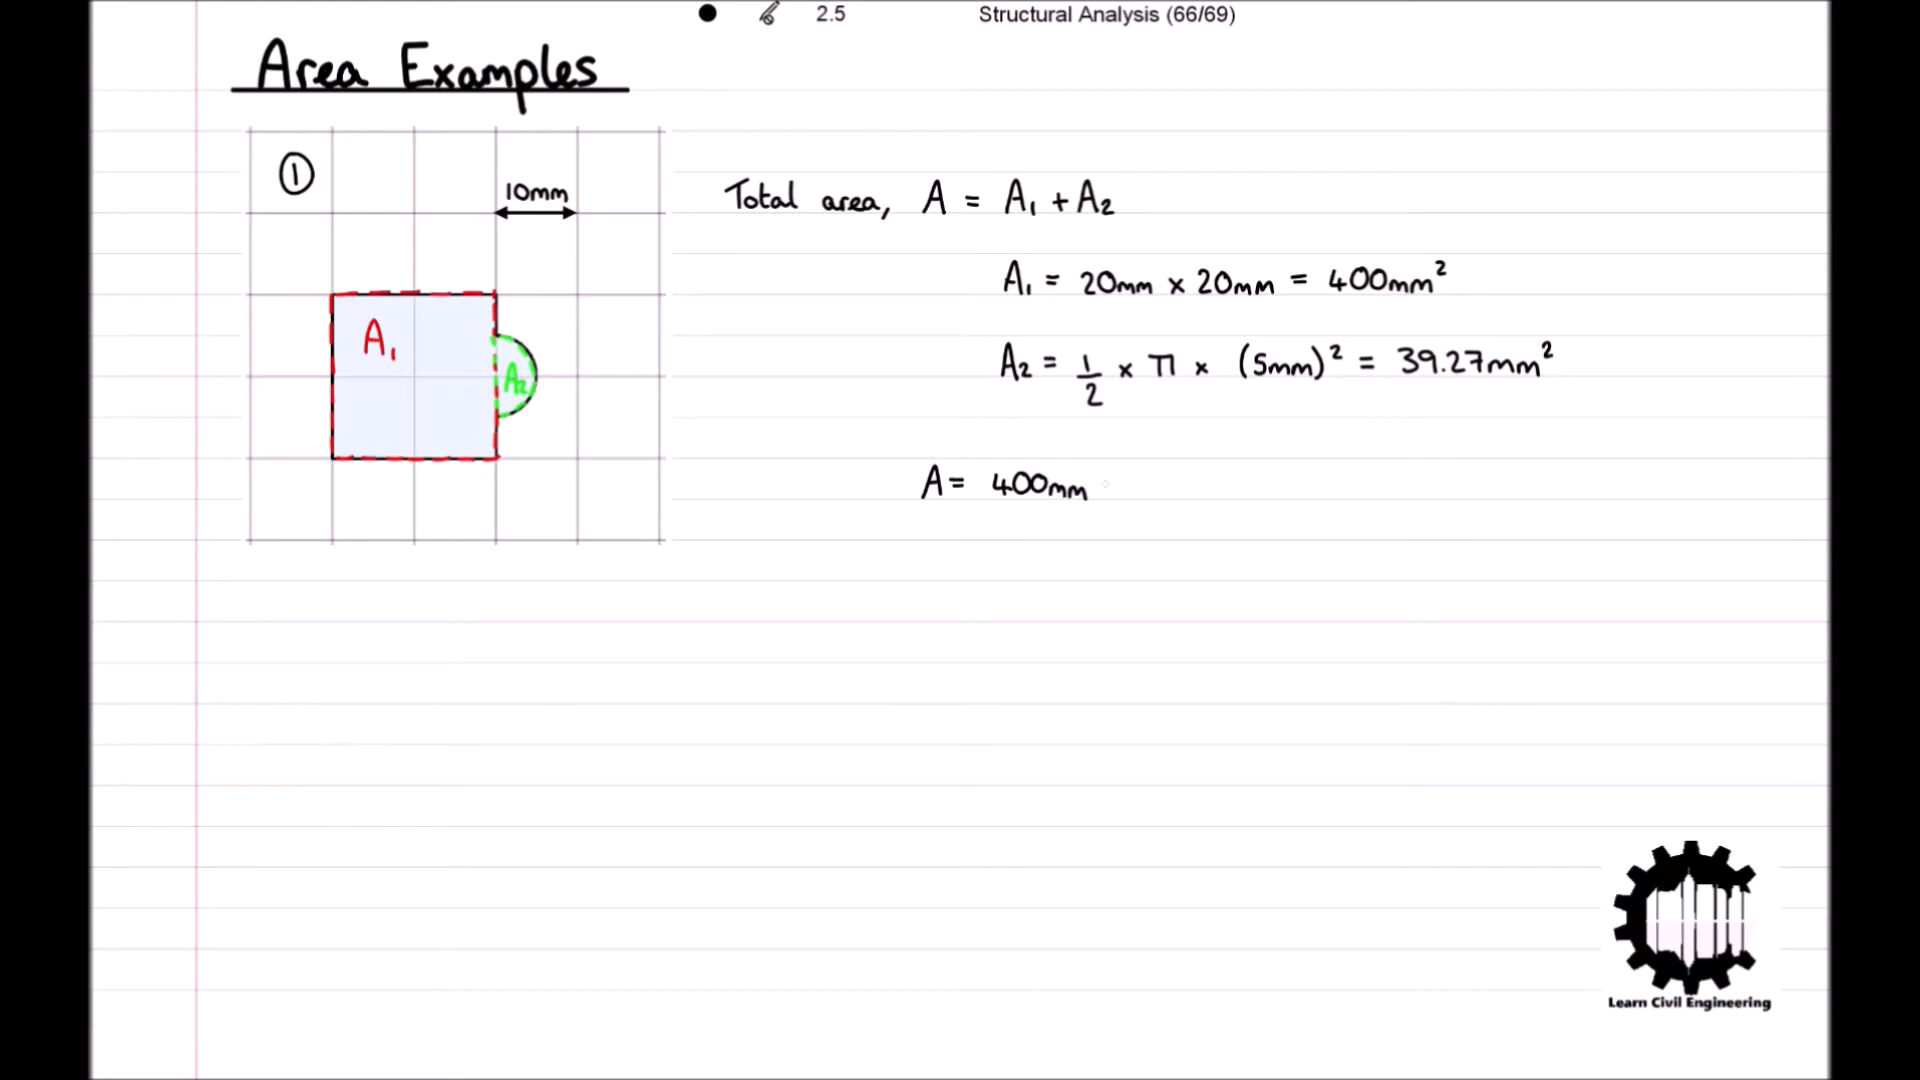 2.5 Structural Analysis (66/69)
Area Examples
①
10mm
A₁
A₂
Total area, A = A₁ + A₂
A₁ = 20mm × 20mm = 400mm²
A₂ = 1/2 × π × (5mm)² = 39.27mm²
A = 400mm
Learn Civil Engineering